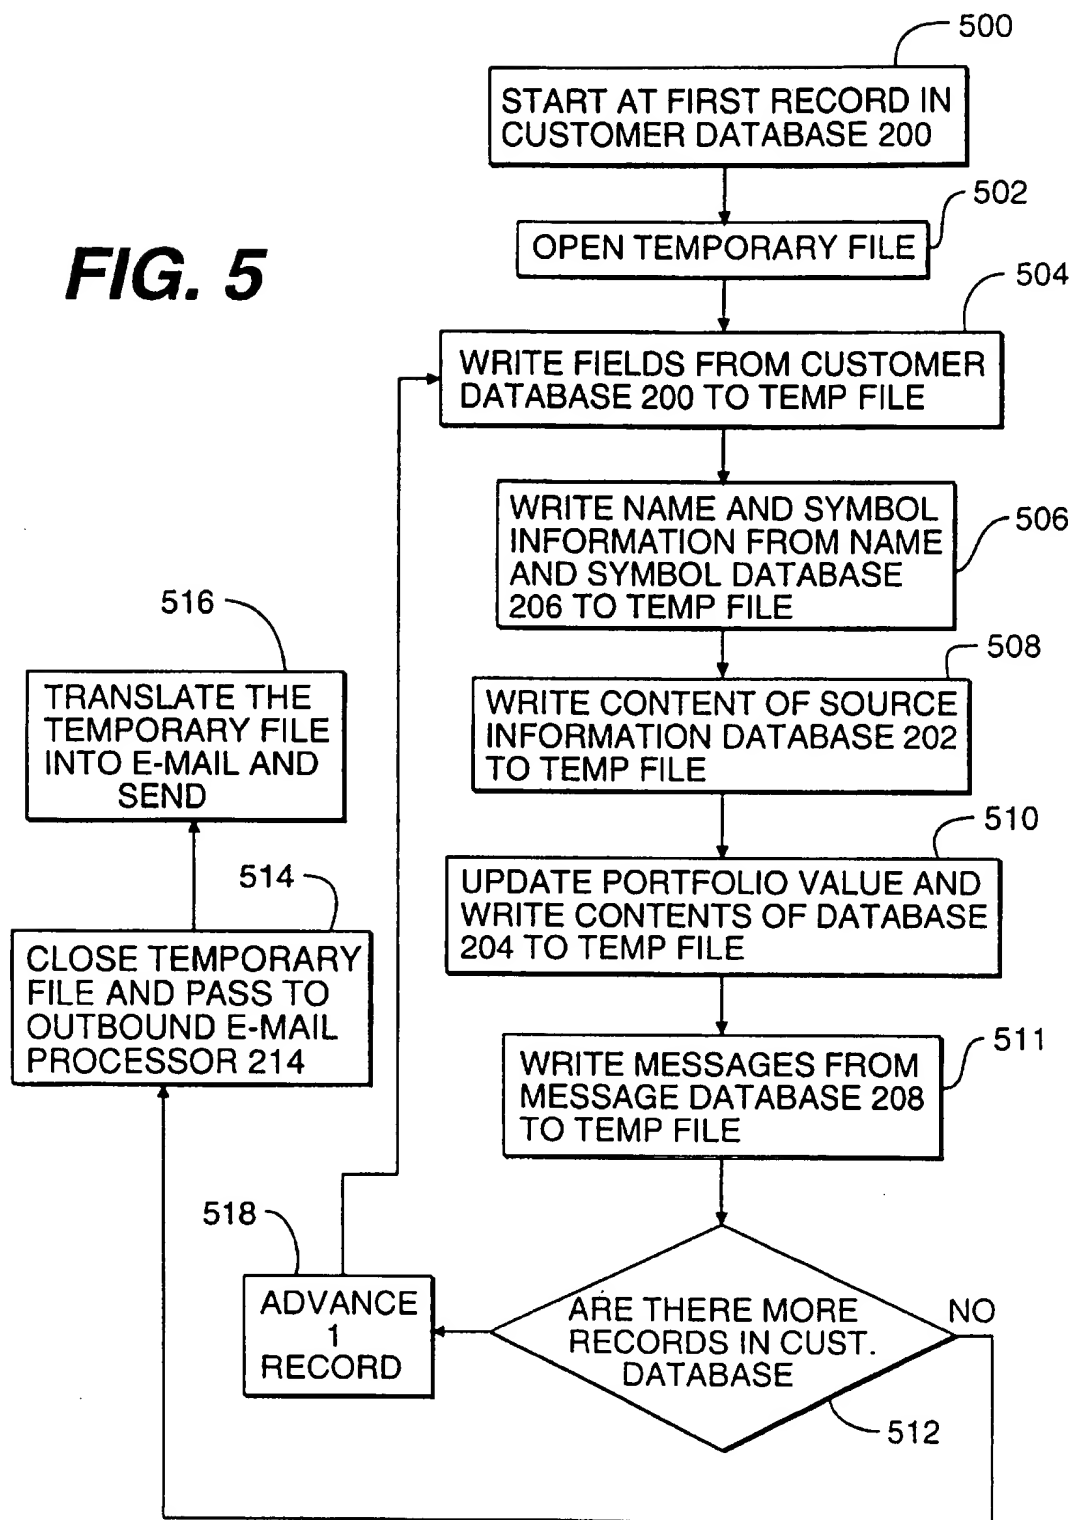 500
START AT FIRST RECORD IN
CUSTOMER DATABASE 200
502
OPEN TEMPORARY FILE
FIG. 5
504
WRITE FIELDS FROM CUSTOMER
DATABASE 200 TO TEMP FILE
506
WRITE NAME AND SYMBOL
INFORMATION FROM NAME
AND SYMBOL DATABASE
206 TO TEMP FILE
508
WRITE CONTENT OF SOURCE
INFORMATION DATABASE 202
TO TEMP FILE
510
UPDATE PORTFOLIO VALUE AND
WRITE CONTENTS OF DATABASE
204 TO TEMP FILE
511
WRITE MESSAGES FROM
MESSAGE DATABASE 208
TO TEMP FILE
ARE THERE MORE
RECORDS IN CUST.
DATABASE
NO
512
518
ADVANCE
1
RECORD
514
CLOSE TEMPORARY
FILE AND PASS TO
OUTBOUND E-MAIL
PROCESSOR 214
516
TRANSLATE THE
TEMPORARY FILE
INTO E-MAIL AND
SEND